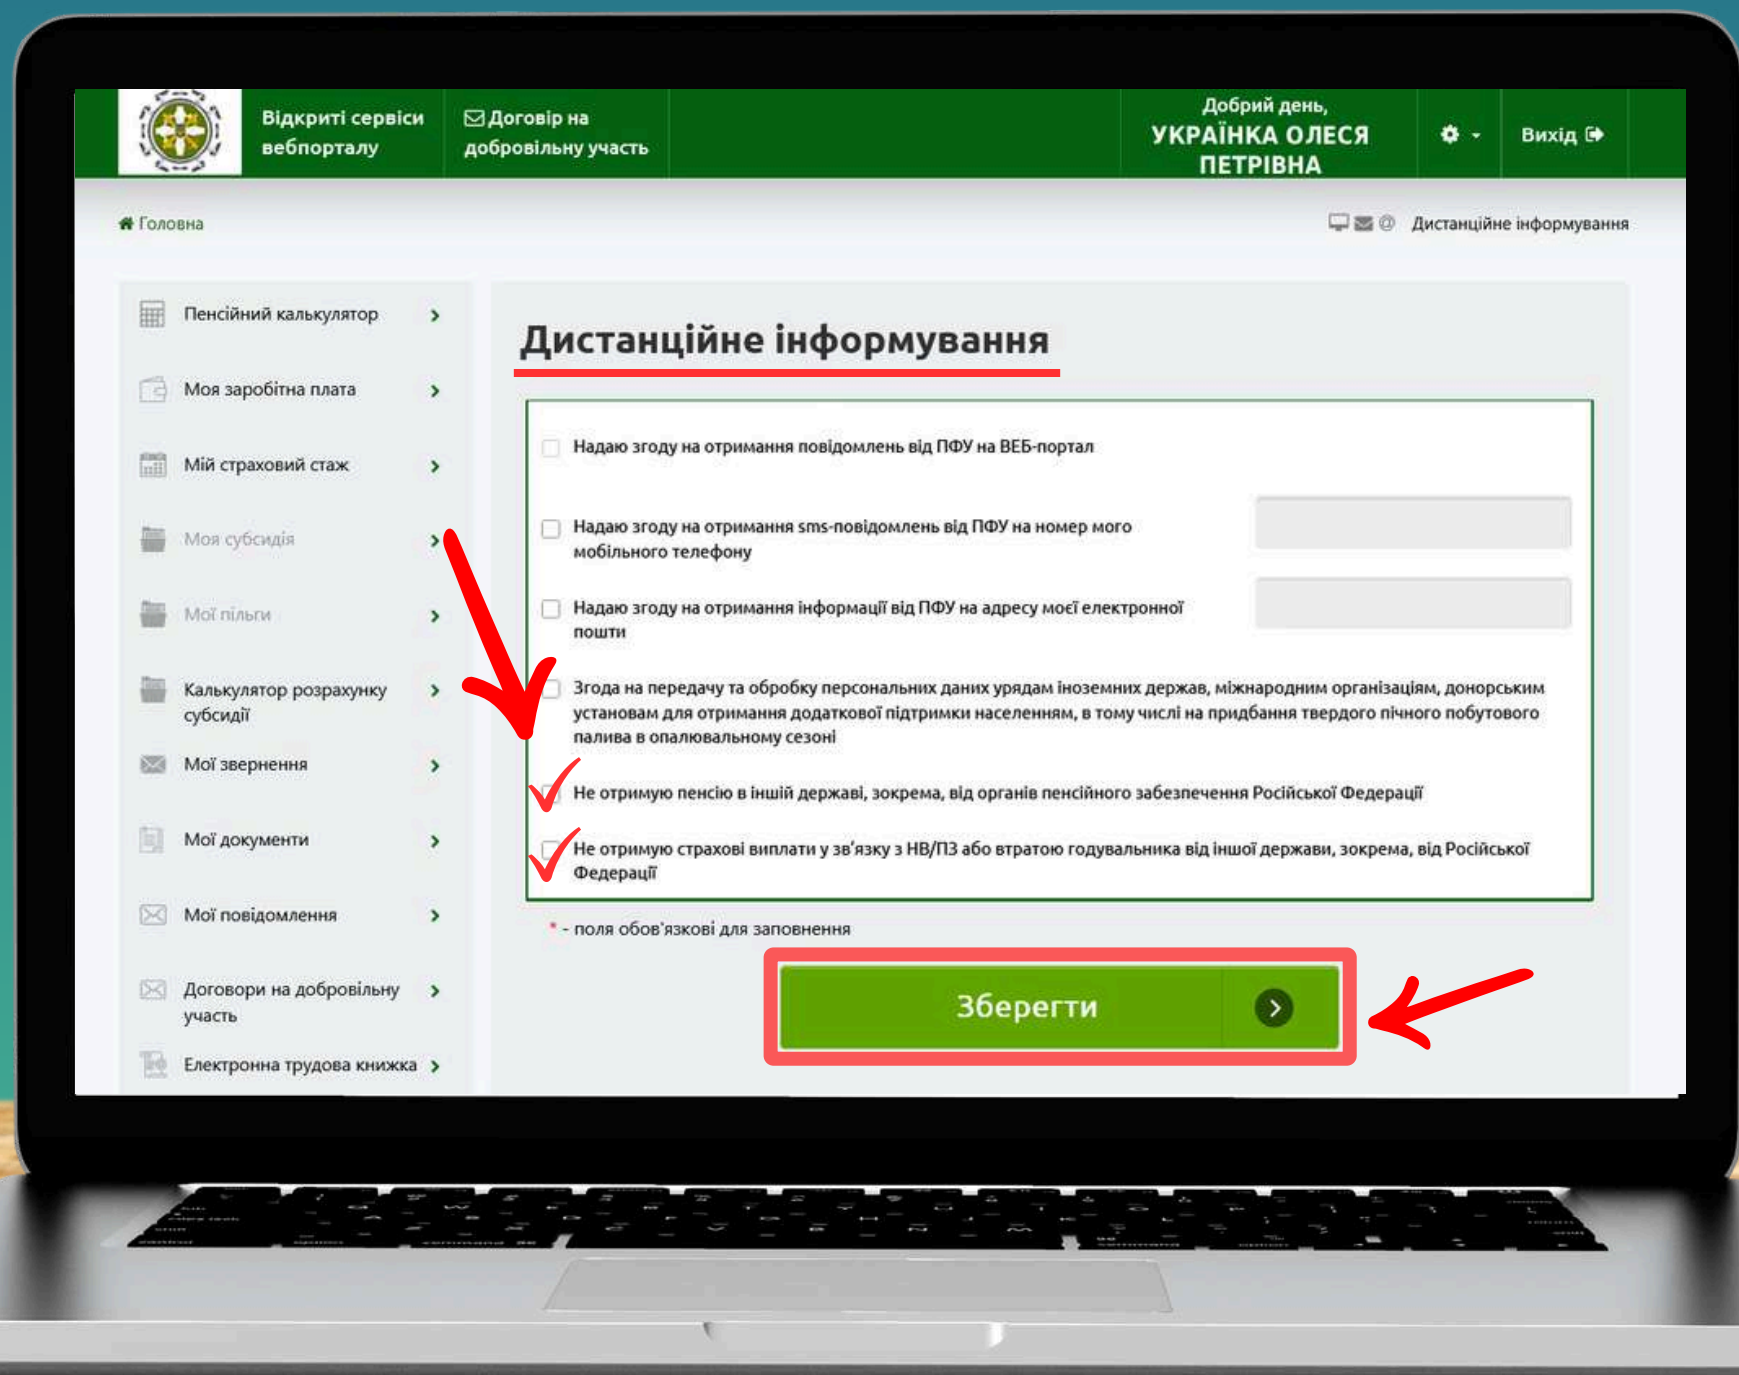 Відкриті сервіси
вебпорталу
Договір на
добровільну участь
Добрий день,
УКРАЇНКА ОЛЕСЯ
ПЕТРІВНА
Вихід
Головна
Дистанційне інформування
Пенсійний калькулятор
Моя заробітна плата
Мій страховий стаж
Моя субсидія
Мої пільги
Калькулятор розрахунку
субсидії
Мої звернення
Мої документи
Мої повідомлення
Договори на добровільну
участь
Електронна трудова книжка
Дистанційне інформування
Надаю згоду на отримання повідомлень від ПФУ на ВЕБ-портал
Надаю згоду на отримання sms-повідомлень від ПФУ на номер мого
мобільного телефону
Надаю згоду на отримання інформації від ПФУ на адресу моєї електронної
пошти
Згода на передачу та обробку персональних даних урядам іноземних держав, міжнародним організаціям, донорським
установам для отримання додаткової підтримки населенням, в тому числі на придбання твердого пічного побутового
палива в опалювальному сезоні
Не отримую пенсію в іншій державі, зокрема, від органів пенсійного забезпечення Російської Федерації
Не отримую страхові виплати у зв'язку з НВ/ПЗ або втратою годувальника від іншої держави, зокрема, від Російської
Федерації
* - поля обов'язкові для заповнення
Зберегти